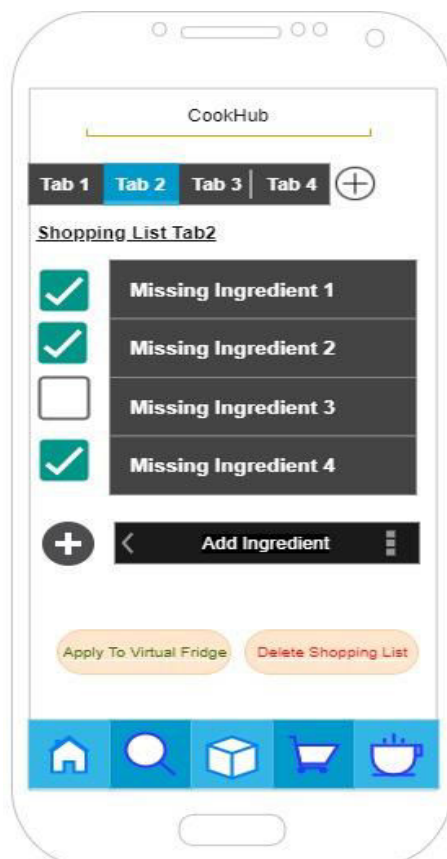 CookHub
Tab 1 Tab 2 Tab 3 Tab 4
Shopping List Tab2
Missing Ingredient 1
Missing Ingredient 2
Missing Ingredient 3
Missing Ingredient 4
Add Ingredient
Apply To Virtual Fridge Delete Shopping List